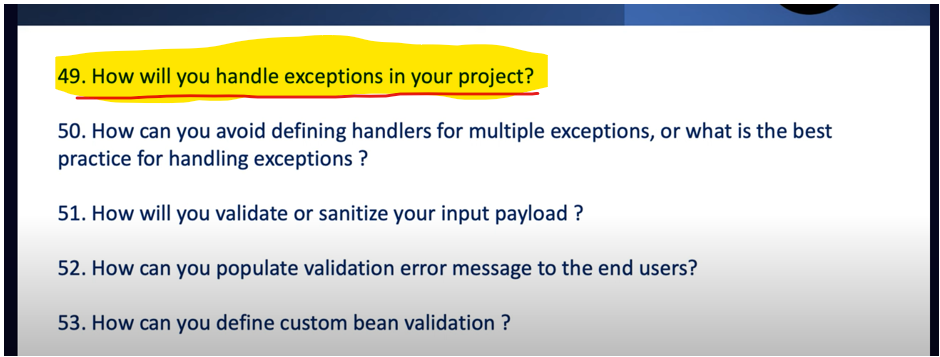 49. How will you handle exceptions in your project?
50. How can you avoid defining handlers for multiple exceptions, or what is the best
practice for handling exceptions ?
51. How will you validate or sanitize your input payload ?
52. How can you populate validation error message to the end users?
53. How can you define custom bean validation ?